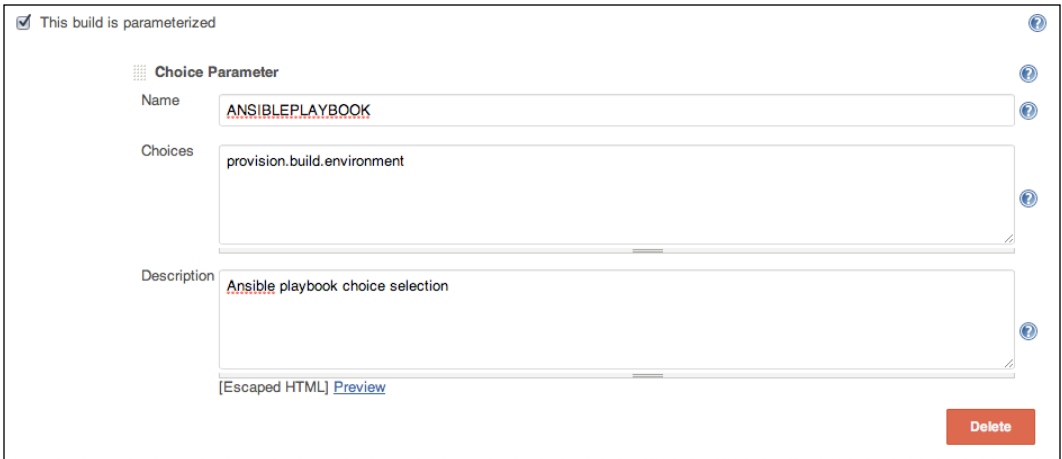 This build is parameterized
Choice Parameter
Name
ANSIBLEPLAYBOOK
Choices
provision.build.environment
Description
Ansible playbook choice selection
[Escaped HTML] Preview
Delete